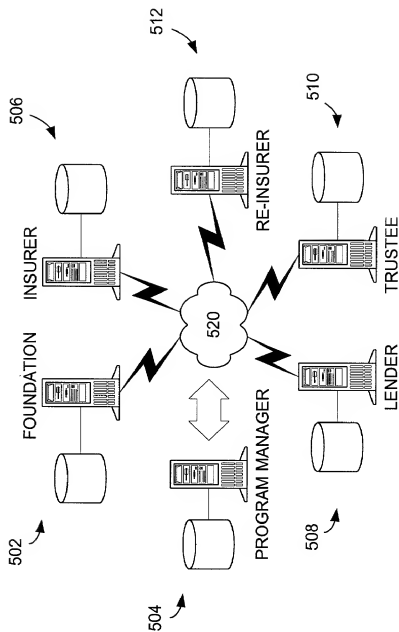 502
506
FOUNDATION
INSURER
504
512
520
PROGRAM MANAGER
RE-INSURER
508
510
LENDER
TRUSTEE